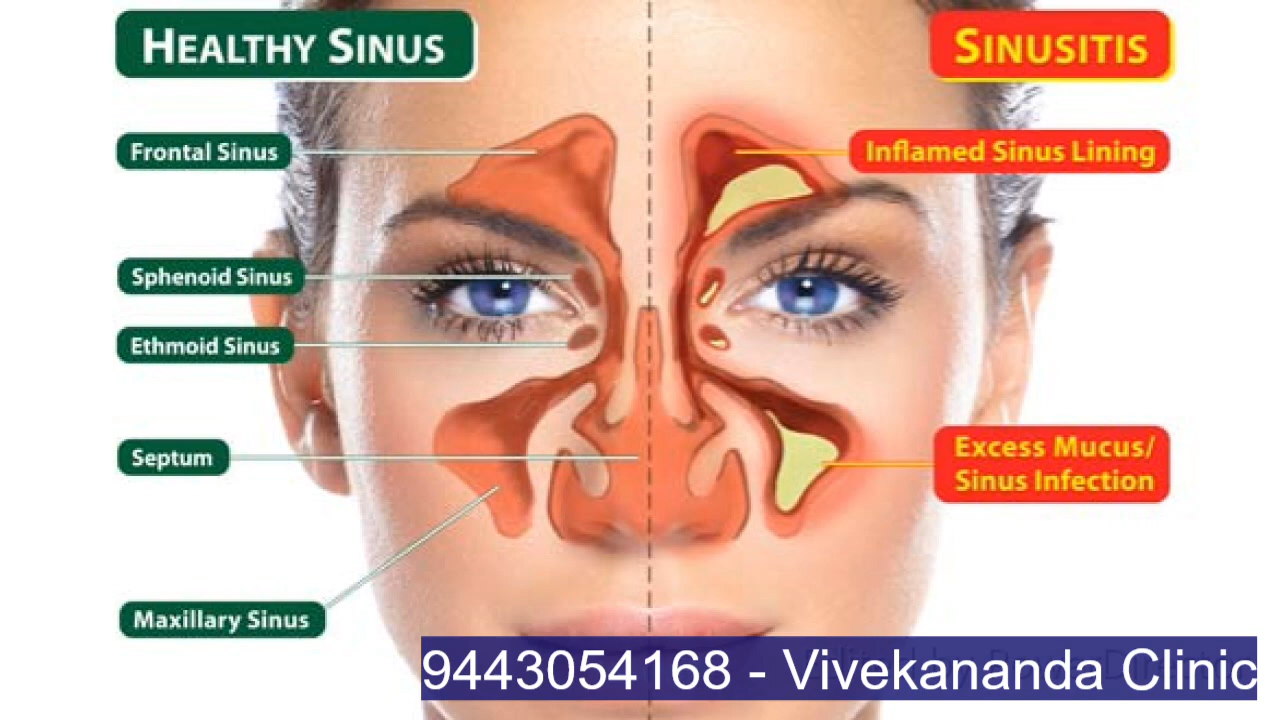 HEALTHY SINUS
SINUSITIS
Frontal Sinus
Inflamed Sinus Lining
Sphenoid Sinus
Ethmoid Sinus
Septum
Excess Mucus/
Sinus Infection
Maxillary Sinus
9443054168 - Vivekananda Clinic